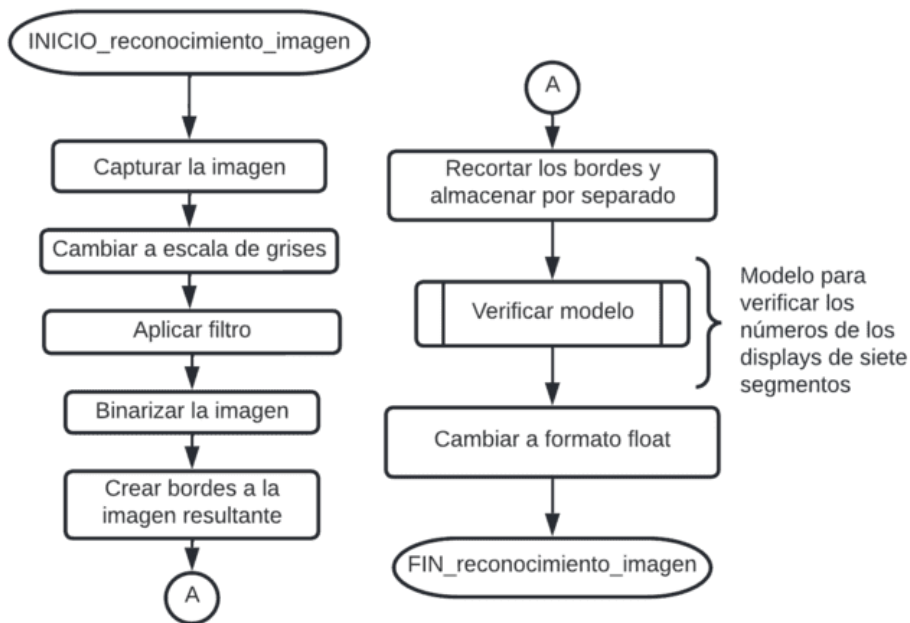 INICIO_reconocimiento_imagen
Capturar la imagen
Cambiar a escala de grises
Aplicar filtro
Binarizar la imagen
Crear bordes a la
imagen resultante
A
A
Recortar los bordes y
almacenar por separado
Verificar modelo
Modelo para
verificar los
números de los
displays de siete
segmentos
Cambiar a formato float
FIN_reconocimiento_imagen